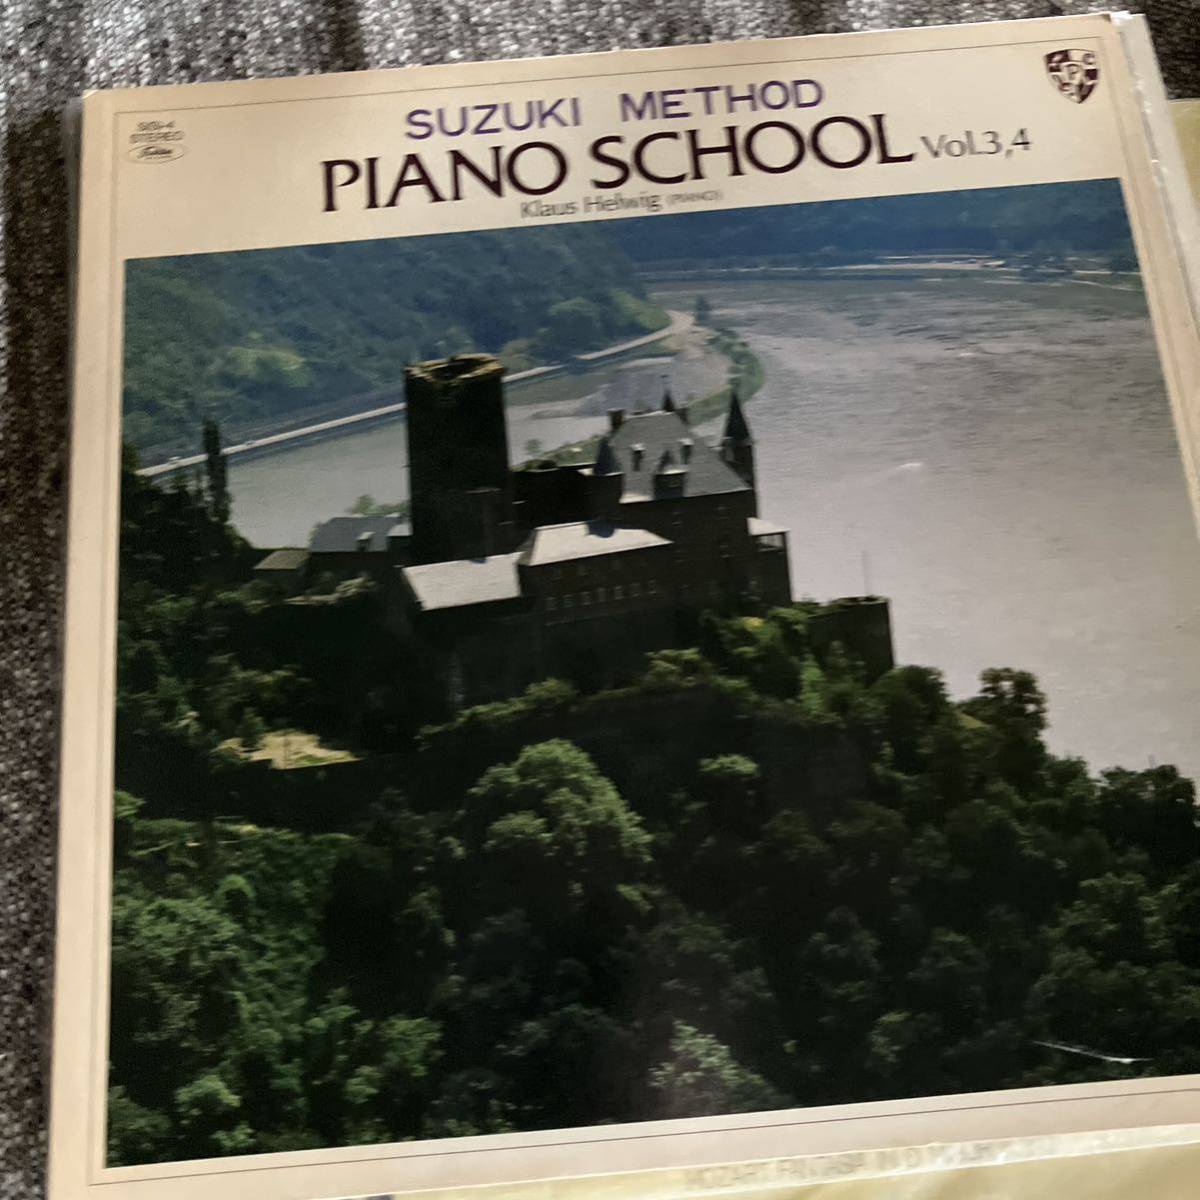 STEREO
SUZUKI METHOD
PIANO SCHOOL Vol.3,4
Klaus Hellwig (PIANO)